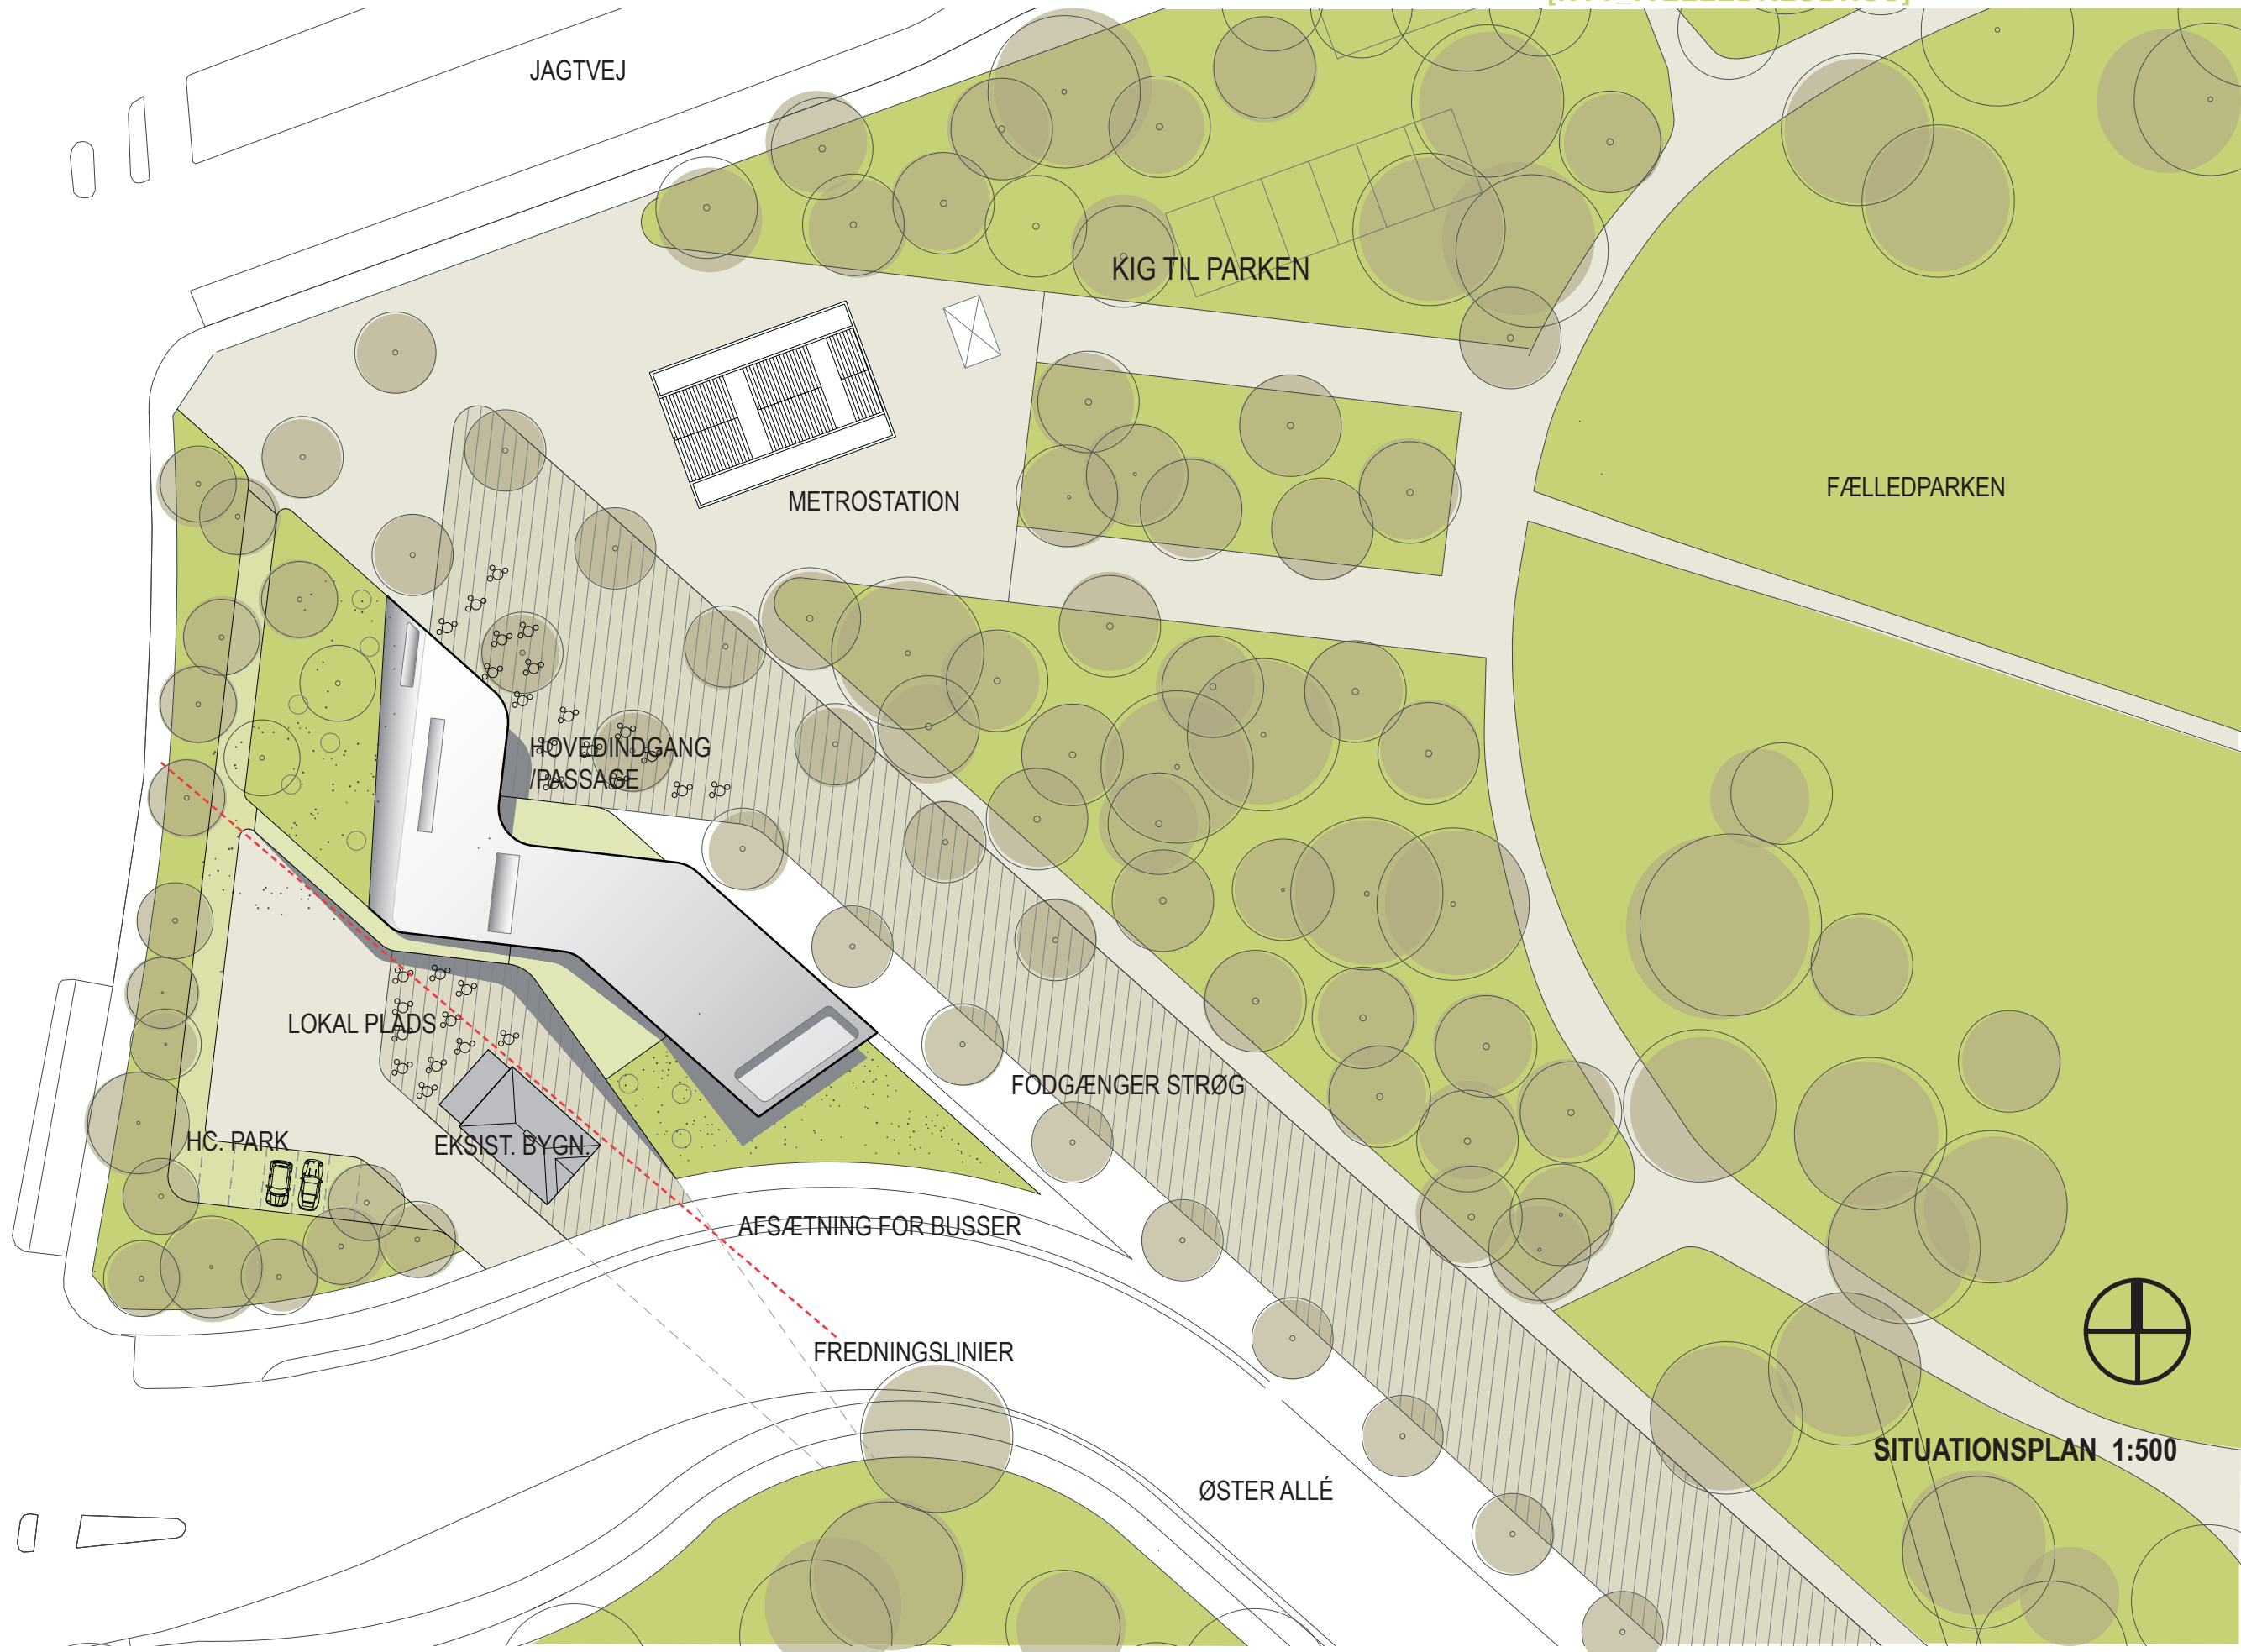 JAGTVEJ
KIG TIL PARKEN
METROSTATION
FÆLLEDPARKEN
HOVEDINDGANG
/PASSAGE
LOKAL PLADS
FODGÆNGER STRØG
HC. PARK
EKSIST. BYGN.
AFSÆTNING FOR BUSSER
FREDNINGSLINIER
SITUATIONSPLAN 1:500
ØSTER ALLÉ